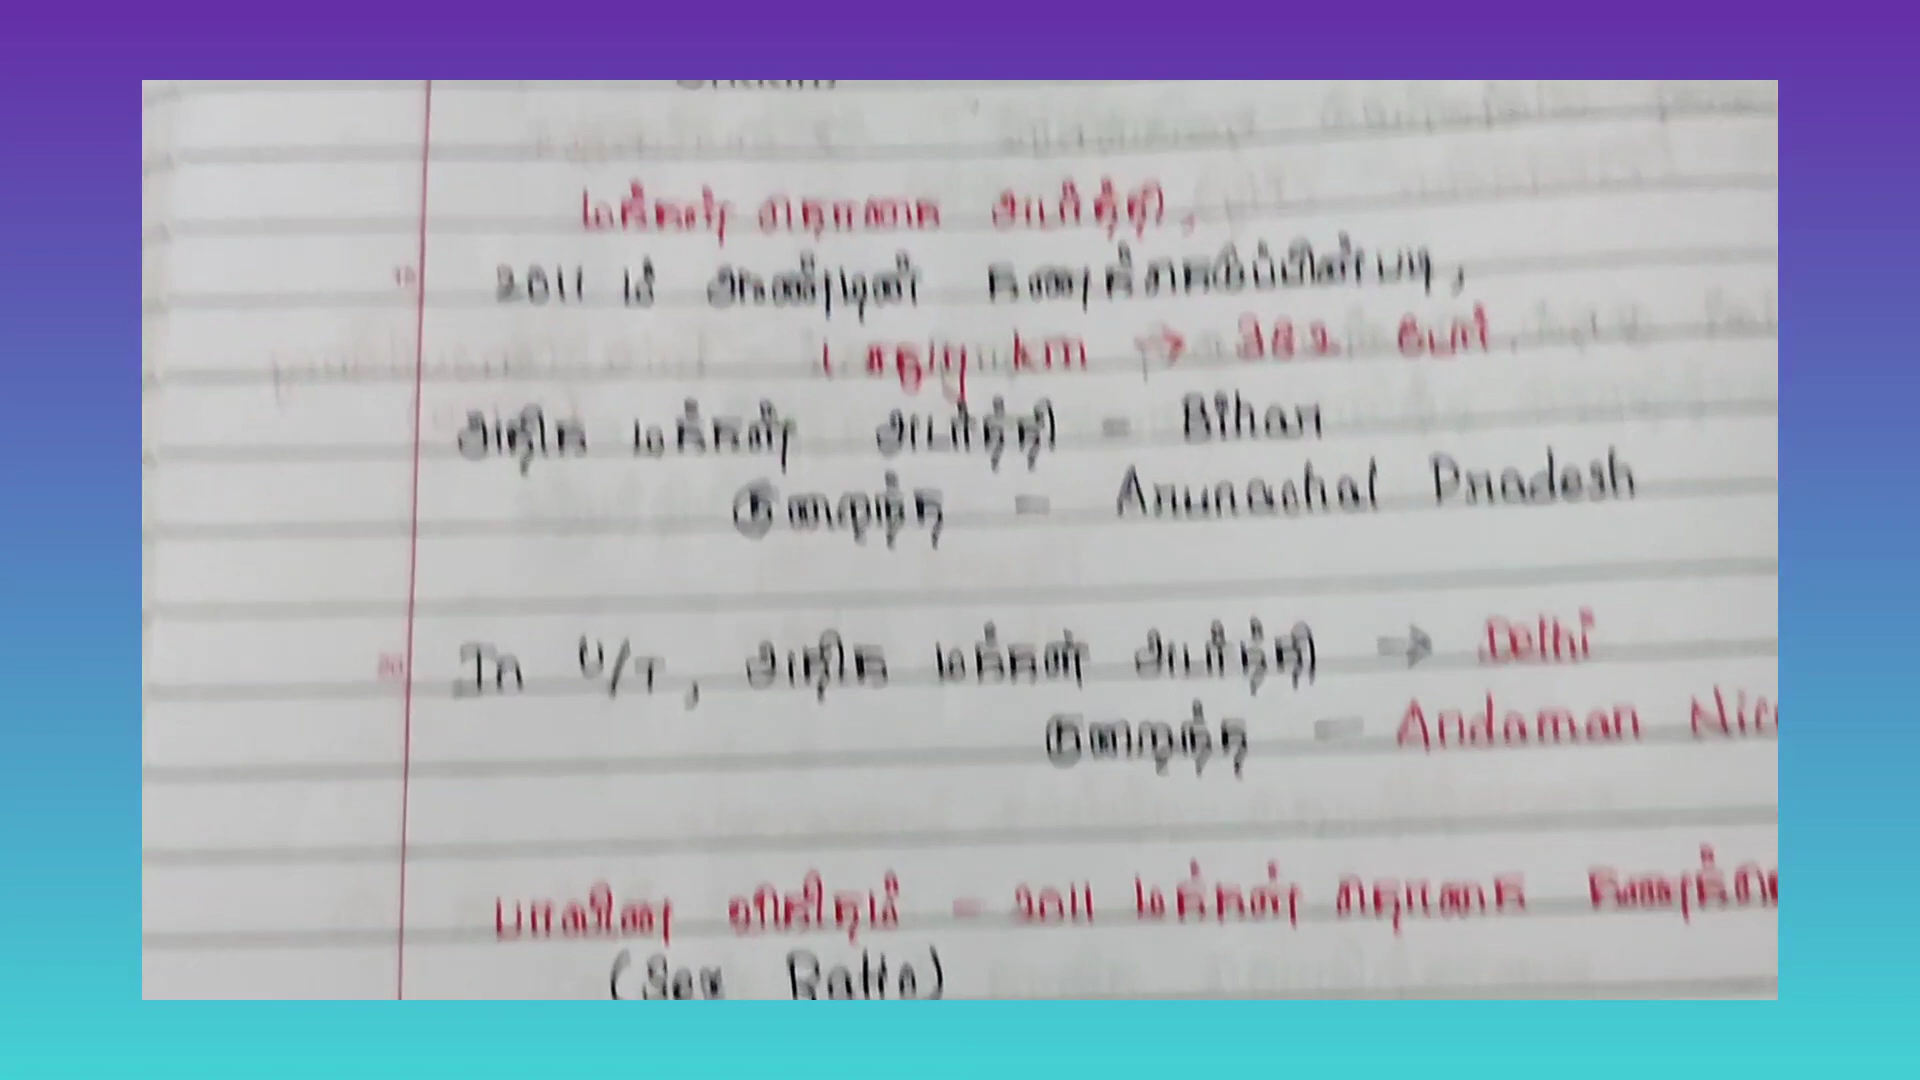 மக்கள் தொகை அடர்த்தி,
2011 ம் ஆண்டின் கணக்கெடுப்பின்படி,
1 சதுர km → 382 பேர்
அதிக மக்கள் அடர்த்தி = Bihar
குறைந்த = Arunachal Pradesh
In U/T, அதிக மக்கள் அடர்த்தி → Delhi
குறைந்த = Andaman
பாலின விகிதம் = 2011 மக்கள் தொகை
(Sex Ratio)